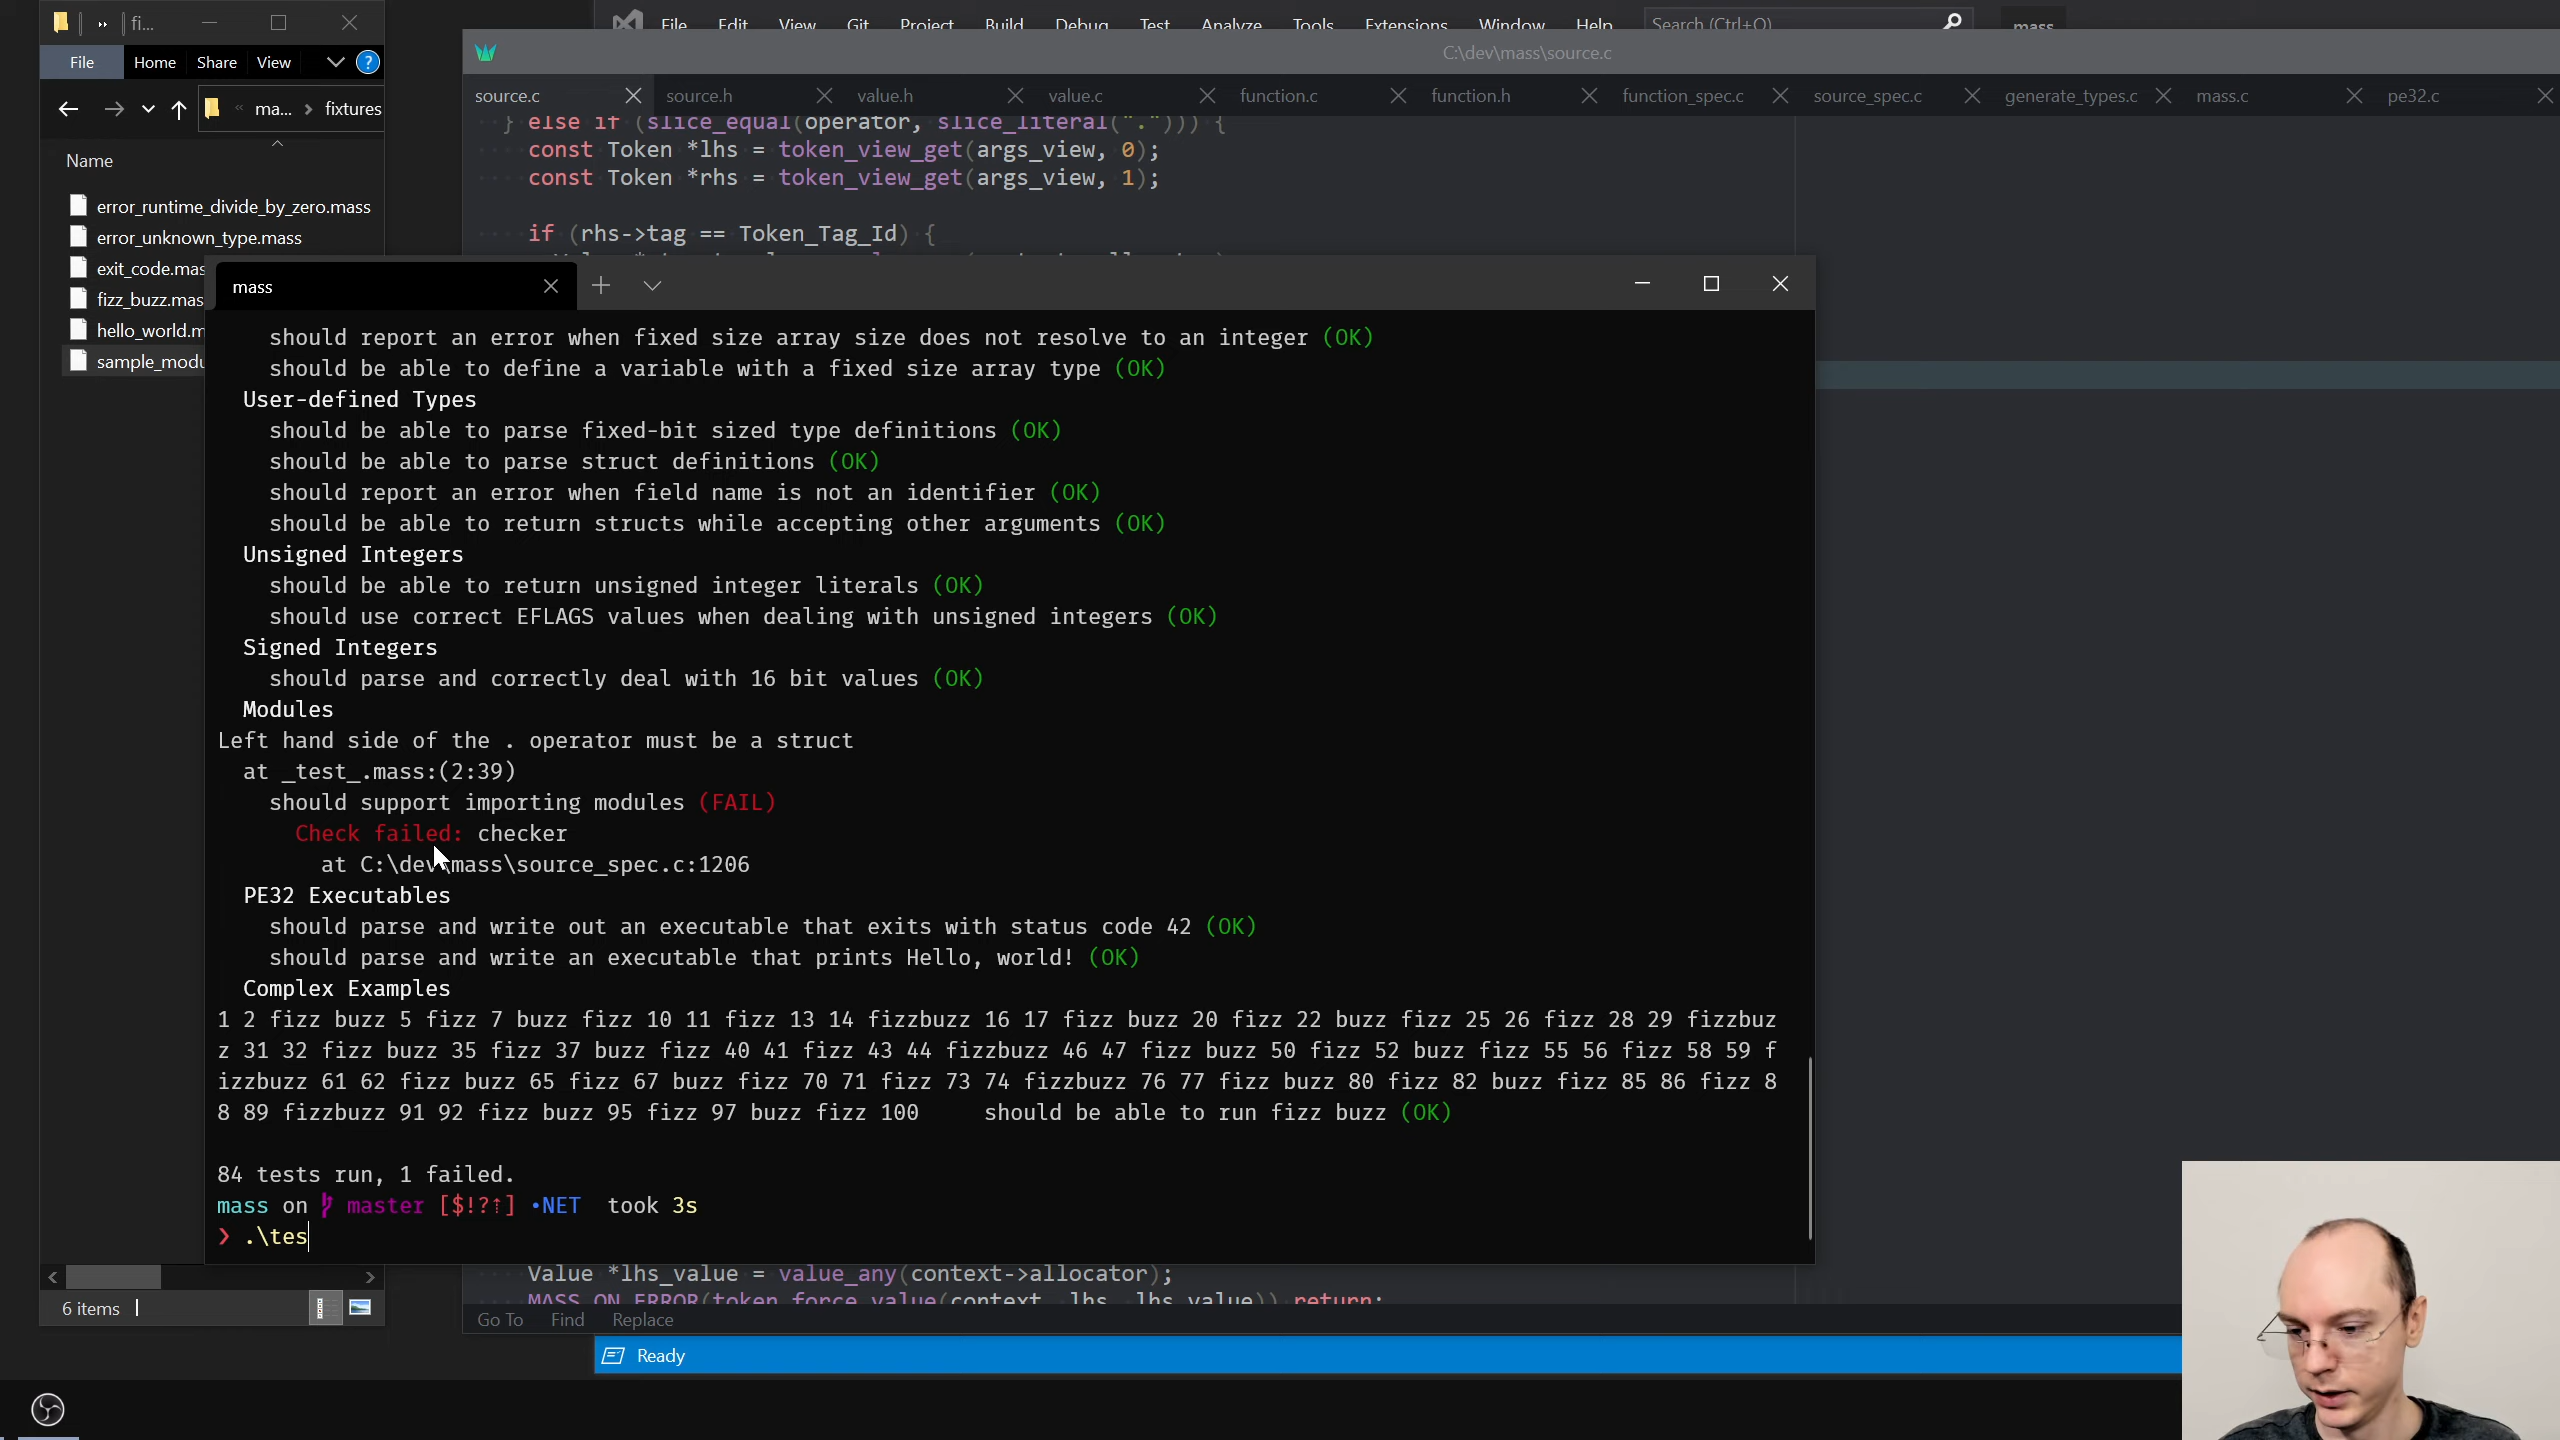 fi...
File Edit View Git Project Build Debug Test Analyze Tools Extensions Window Help Search (Ctrl+Q) mass
C:\dev\mass\source.c
File Home Share View
source.c source.h value.h value.c function.c function.h function_spec.c source_spec.c generate_types.c mass.c pe32.c
ma... fixtures
} else if (slice_equal(operator, slice_literal("."))) {
const Token *lhs = token_view_get(args_view, 0);
const Token *rhs = token_view_get(args_view, 1);
if (rhs->tag == Token_Tag_Id) {
Name
error_runtime_divide_by_zero.mass
error_unknown_type.mass
exit_code.mas
fizz_buzz.mas
hello_world.m
sample_modu
mass
should report an error when fixed size array size does not resolve to an integer (OK)
should be able to define a variable with a fixed size array type (OK)
User-defined Types
should be able to parse fixed-bit sized type definitions (OK)
should be able to parse struct definitions (OK)
should report an error when field name is not an identifier (OK)
should be able to return structs while accepting other arguments (OK)
Unsigned Integers
should be able to return unsigned integer literals (OK)
should use correct EFLAGS values when dealing with unsigned integers (OK)
Signed Integers
should parse and correctly deal with 16 bit values (OK)
Modules
Left hand side of the . operator must be a struct
at _test_.mass:(2:39)
should support importing modules (FAIL)
Check failed: checker
at C:\dev\mass\source_spec.c:1206
PE32 Executables
should parse and write out an executable that exits with status code 42 (OK)
should parse and write an executable that prints Hello, world! (OK)
Complex Examples
1 2 fizz buzz 5 fizz 7 buzz fizz 10 11 fizz 13 14 fizzbuzz 16 17 fizz buzz 20 fizz 22 buzz fizz 25 26 fizz 28 29 fizzbuz
z 31 32 fizz buzz 35 fizz 37 buzz fizz 40 41 fizz 43 44 fizzbuzz 46 47 fizz buzz 50 fizz 52 buzz fizz 55 56 fizz 58 59 f
izzbuzz 61 62 fizz buzz 65 fizz 67 buzz fizz 70 71 fizz 73 74 fizzbuzz 76 77 fizz buzz 80 fizz 82 buzz fizz 85 86 fizz 8
8 89 fizzbuzz 91 92 fizz buzz 95 fizz 97 buzz fizz 100 should be able to run fizz buzz (OK)
84 tests run, 1 failed.
mass on master [$!?⇡] •NET took 3s
❯ .\tes
Value *lhs_value = value_any(context->allocator);
MASS_ON_ERROR(token_force_value(context, lhs, lhs_value)) return;
6 items
Go To Find Replace
Ready